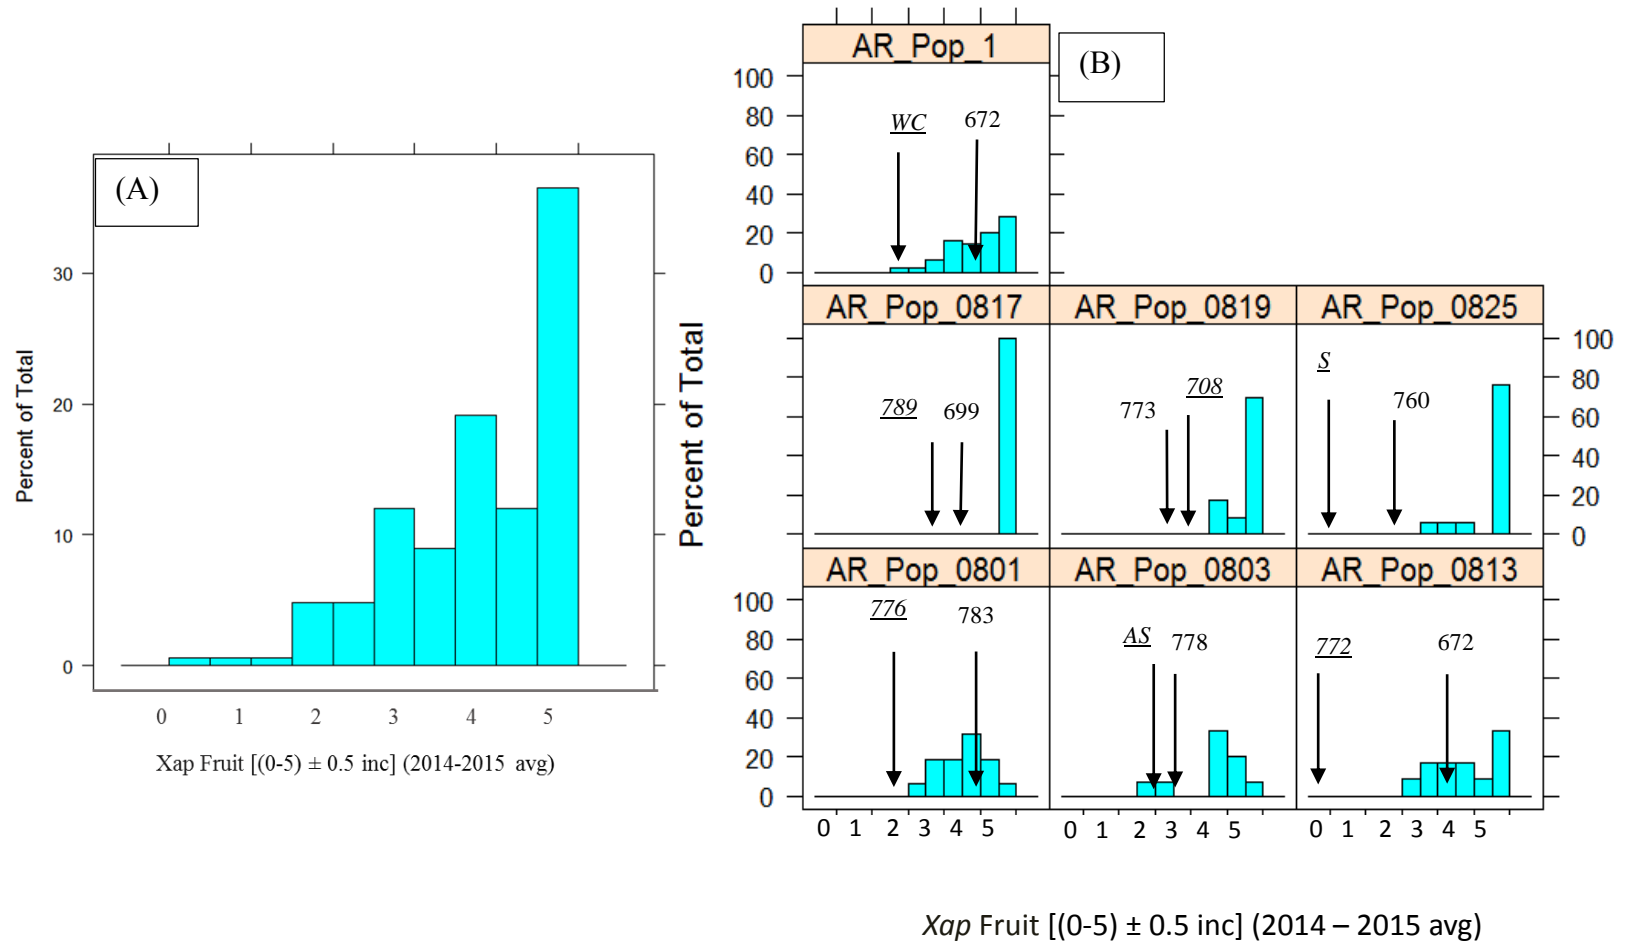 (A)
Percent of Total
30
20
10
0
0 1 2 3 4 5
Xap Fruit [(0-5) ± 0.5 inc] (2014-2015 avg)
(B)
Percent of Total
AR_Pop_1
100
80
60
40
20
0
WC 672
AR_Pop_0817 AR_Pop_0819 AR_Pop_0825
789 699
773 708
S 760
100
80
60
40
20
0
AR_Pop_0801 AR_Pop_0803 AR_Pop_0813
100
80
60
40
20
0
776 783
AS 778
772 672
0 1 2 3 4 5 0 1 2 3 4 5 0 1 2 3 4 5
Xap Fruit [(0-5) ± 0.5 inc] (2014 – 2015 avg)